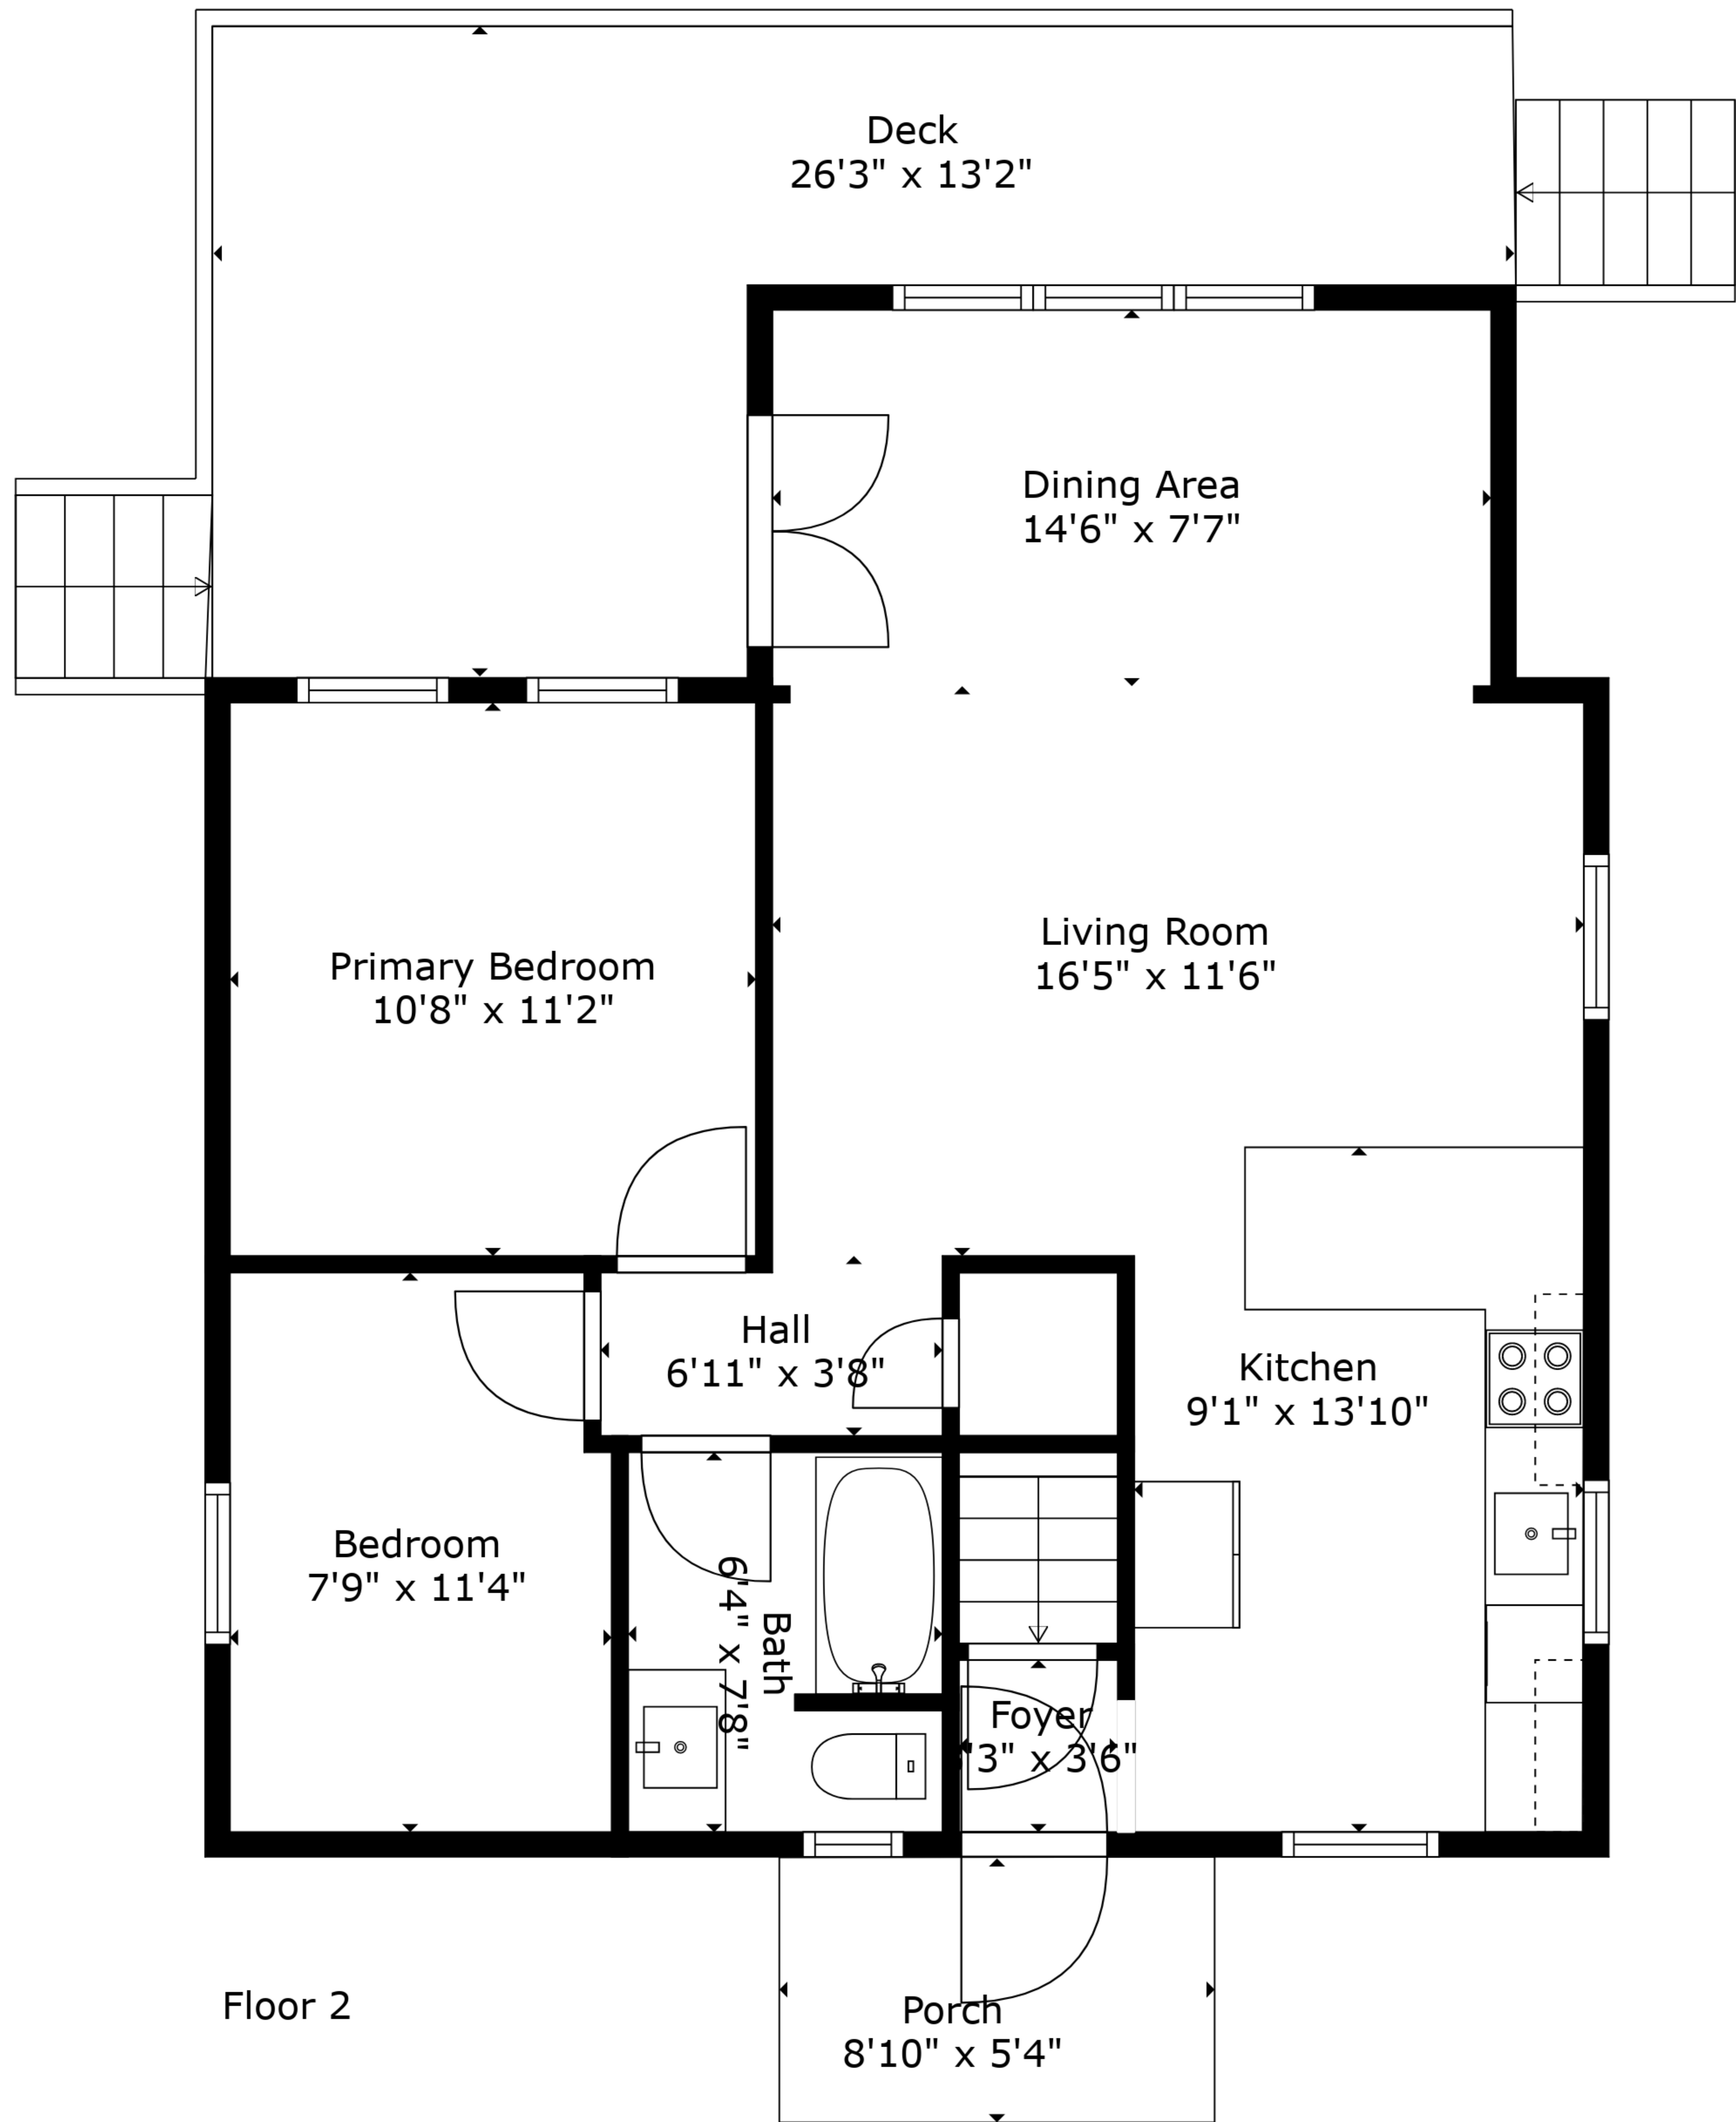 Deck
26'3" x 13'2"
Dining Area
14'6" x 7'7"
Living Room
16'5" x 11'6"
Primary Bedroom
10'8" x 11'2"
Hall
6'11" x 3'8"
Kitchen
9'1" x 13'10"
Bedroom
7'9" x 11'4"
Bath
6'4" x 7'8"
Foyer
'3" x 3'6"
Porch
8'10" x 5'4"
Floor 2